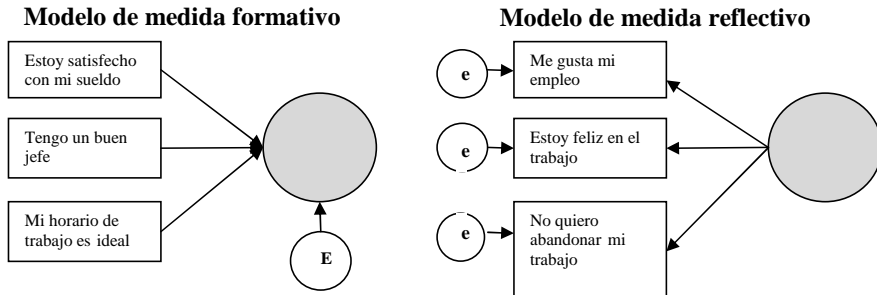 Modelo de medida formativo
Estoy satisfecho
con mi sueldo
Tengo un buen
jefe
Mi horario de
trabajo es ideal
E
Modelo de medida reflectivo
e
Me gusta mi
empleo
e
Estoy feliz en el
trabajo
e
No quiero
abandonar mi
trabajo